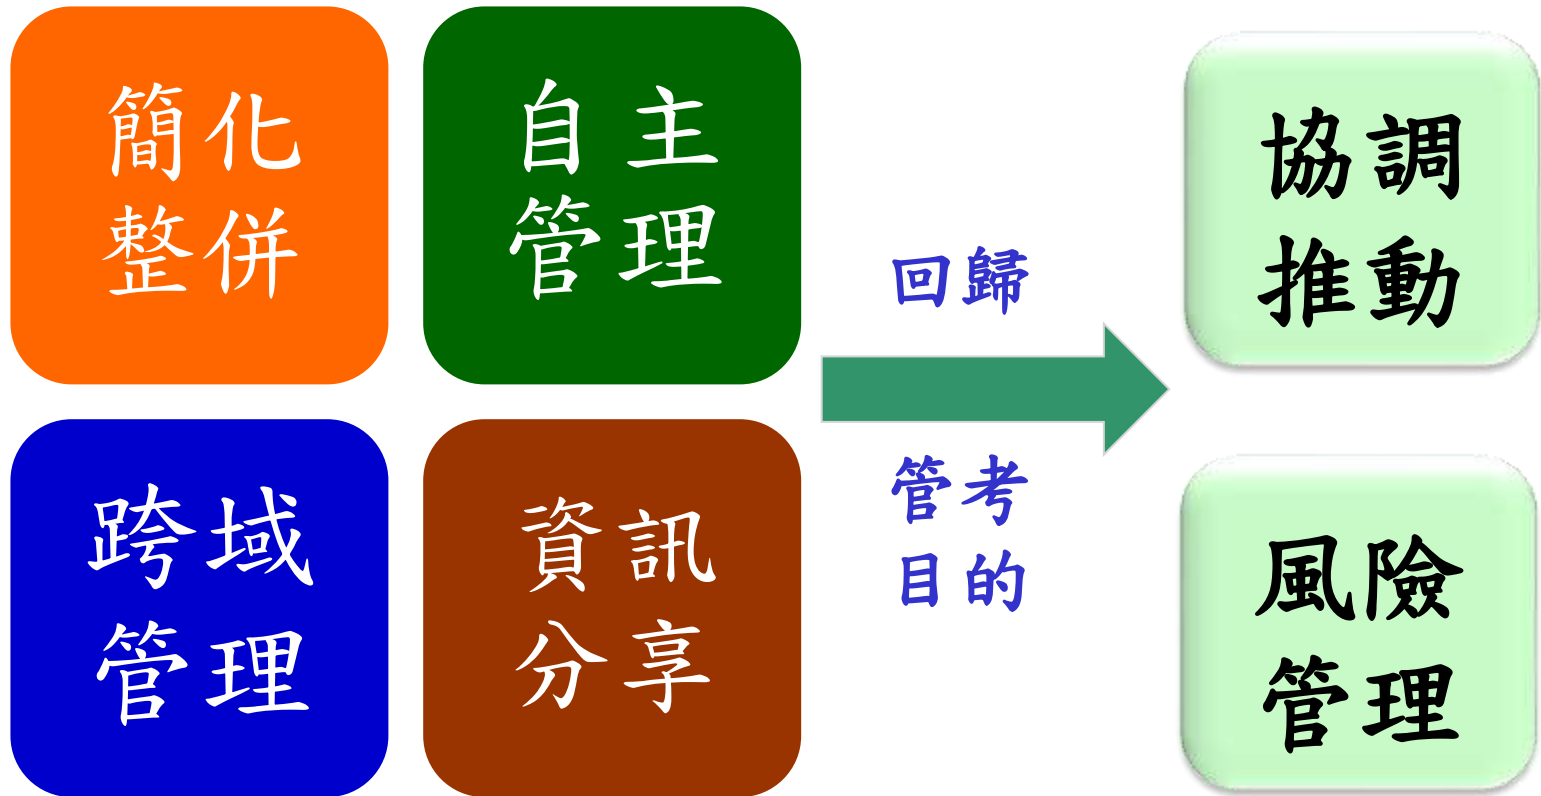 簡化
整併
自主
管理
跨域
管理
資訊
分享
回歸
管考
目的
協調
推動
風險
管理